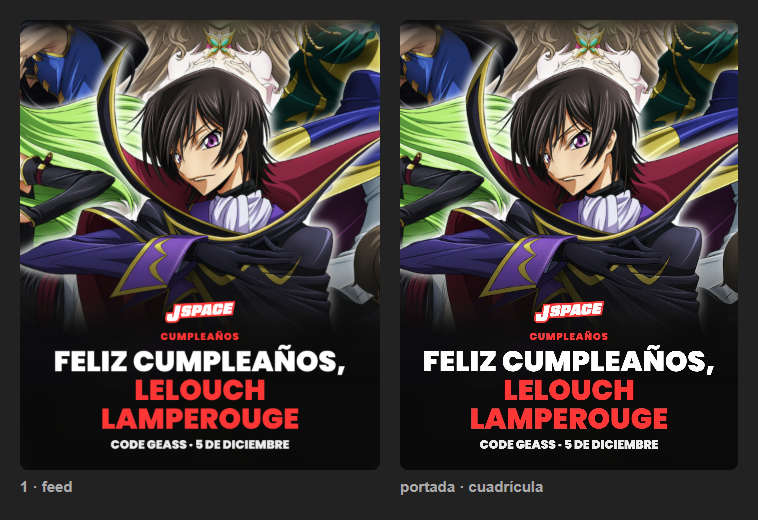 JSPACE
CUMPLEAÑOS
FELIZ CUMPLEAÑOS,
LELOUCH
LAMPEROUGE
CODE GEASS · 5 DE DICIEMBRE
1 · feed
JSPACE
CUMPLEAÑOS
FELIZ CUMPLEAÑOS,
LELOUCH
LAMPEROUGE
CODE GEASS · 5 DE DICIEMBRE
portada · cuadrícula